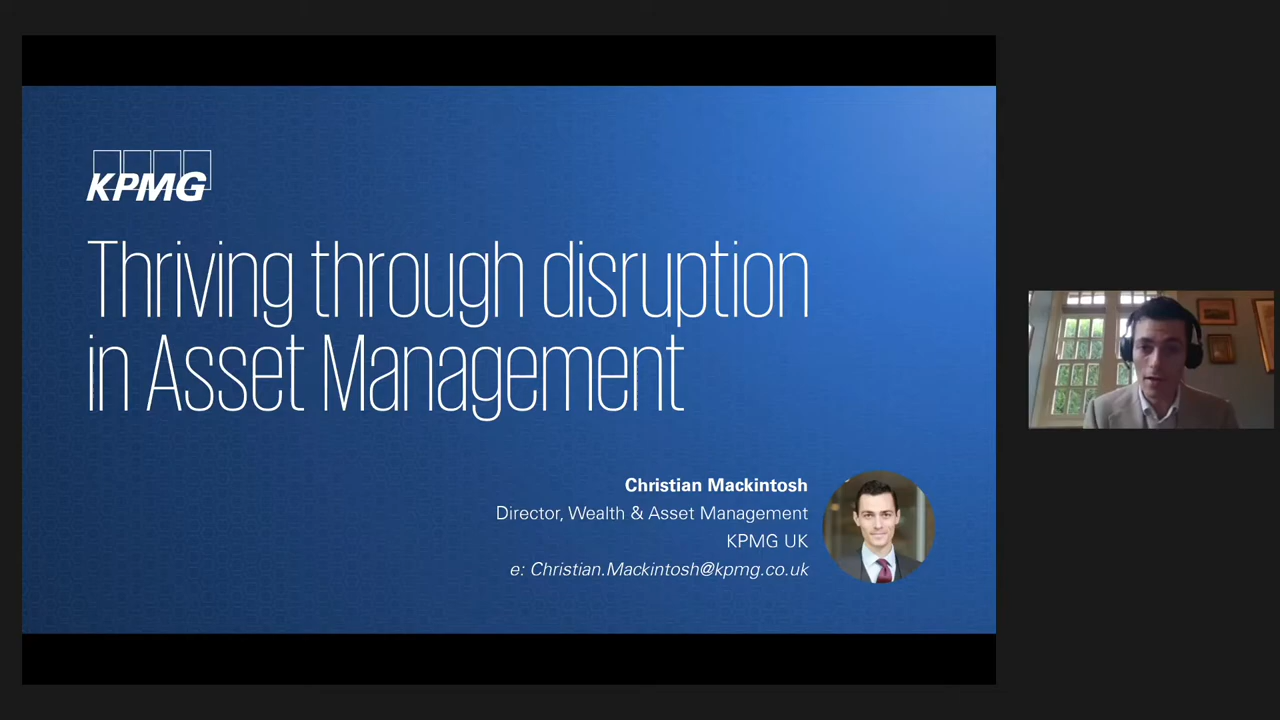 KPMG
Thriving through disruption
in Asset Management
Christian Mackintosh
Director, Wealth & Asset Management
KPMG UK
e: Christian.Mackintosh@kpmg.co.uk